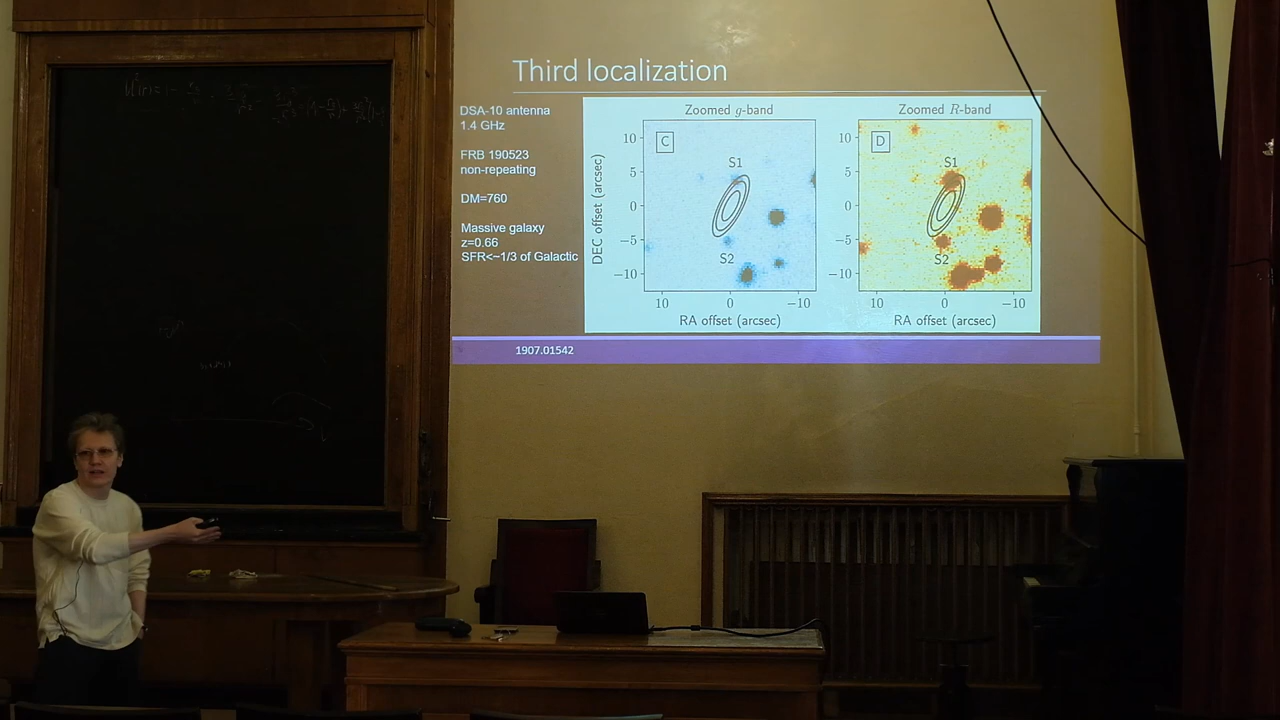 Third localization
DSA-10 antenna
1.4 GHz
FRB 190523
non-repeating
DM=760
Massive galaxy
z=0.66
SFR<~1/3 of Galactic
Zoomed g-band
C
S1
S2
10
5
0
−5
−10
DEC offset (arcsec)
10 0 −10
RA offset (arcsec)
Zoomed R-band
D
S1
S2
10
5
0
−5
−10
10 0 −10
RA offset (arcsec)
1907.01542